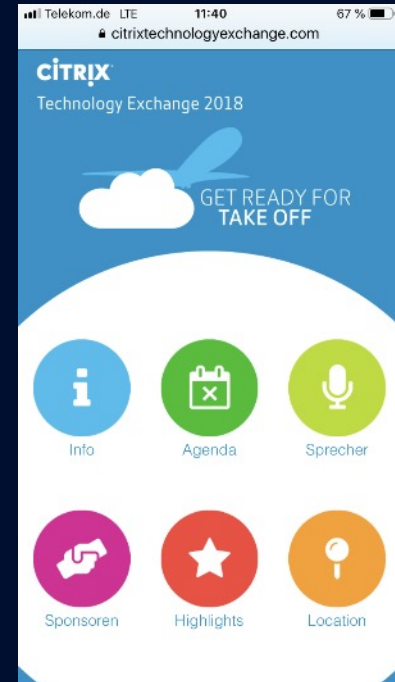 Telekom.de LTE 11:40 67 %
citrixtechnologyexchange.com
CITRIX
Technology Exchange 2018
GET READY FOR
TAKE OFF
Info Agenda Sprecher
Sponsoren Highlights Location